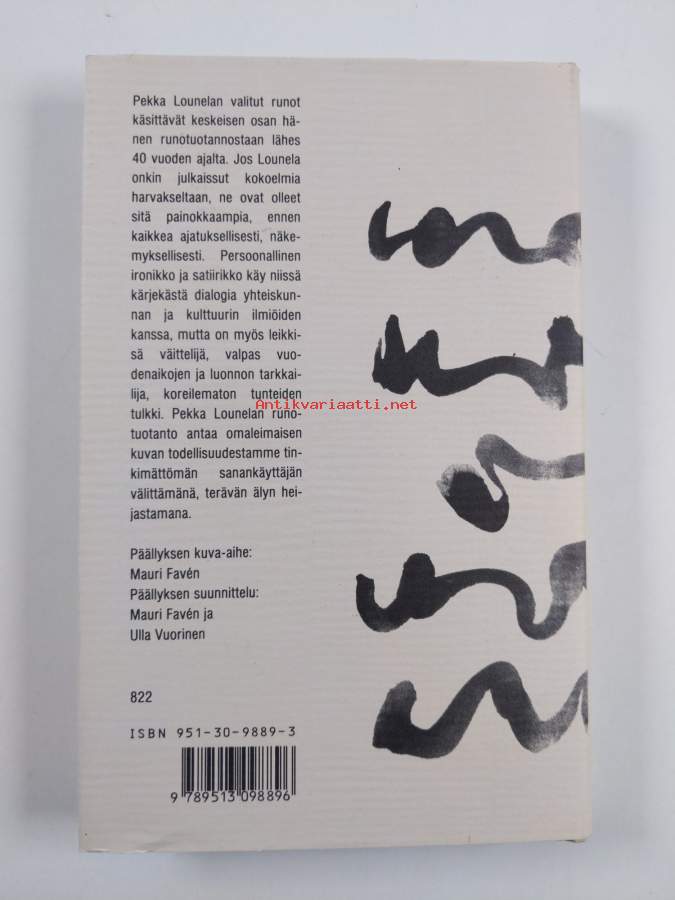 Pekka Lounelan valitut runot
käsittävät keskeisen osan hä-
nen runotuotannostaan lähes
40 vuoden ajalta. Jos Lounela
onkin julkaissut kokoelmia
harvakseltaan, ne ovat olleet
sitä painokkaampia, ennen
kaikkea ajatuksellisesti, näke-
myksellisesti. Persoonallinen
ironikko ja satiirikko käy niissä
kärjekästä dialogia yhteiskun-
nan ja kulttuurin ilmiöiden
kanssa, mutta on myös leikki-
sä väittelijä, valpas vuo-
denaikojen ja luonnon tarkkai-
lija, koreilematon tunteiden
tulkki. Pekka Lounelan runo-
tuotanto antaa omaleimaisen
kuvan todellisuudestamme tin-
kimättömän sanankäyttäjän
välittämänä, terävän älyn hei-
jastamana.
Antikvariaatti.net
Päällyksen kuva-aihe:
Mauri Favén
Päällyksen suunnittelu:
Mauri Favén ja
Ulla Vuorinen
822
ISBN 951-30-9889-3
9 789513 098896